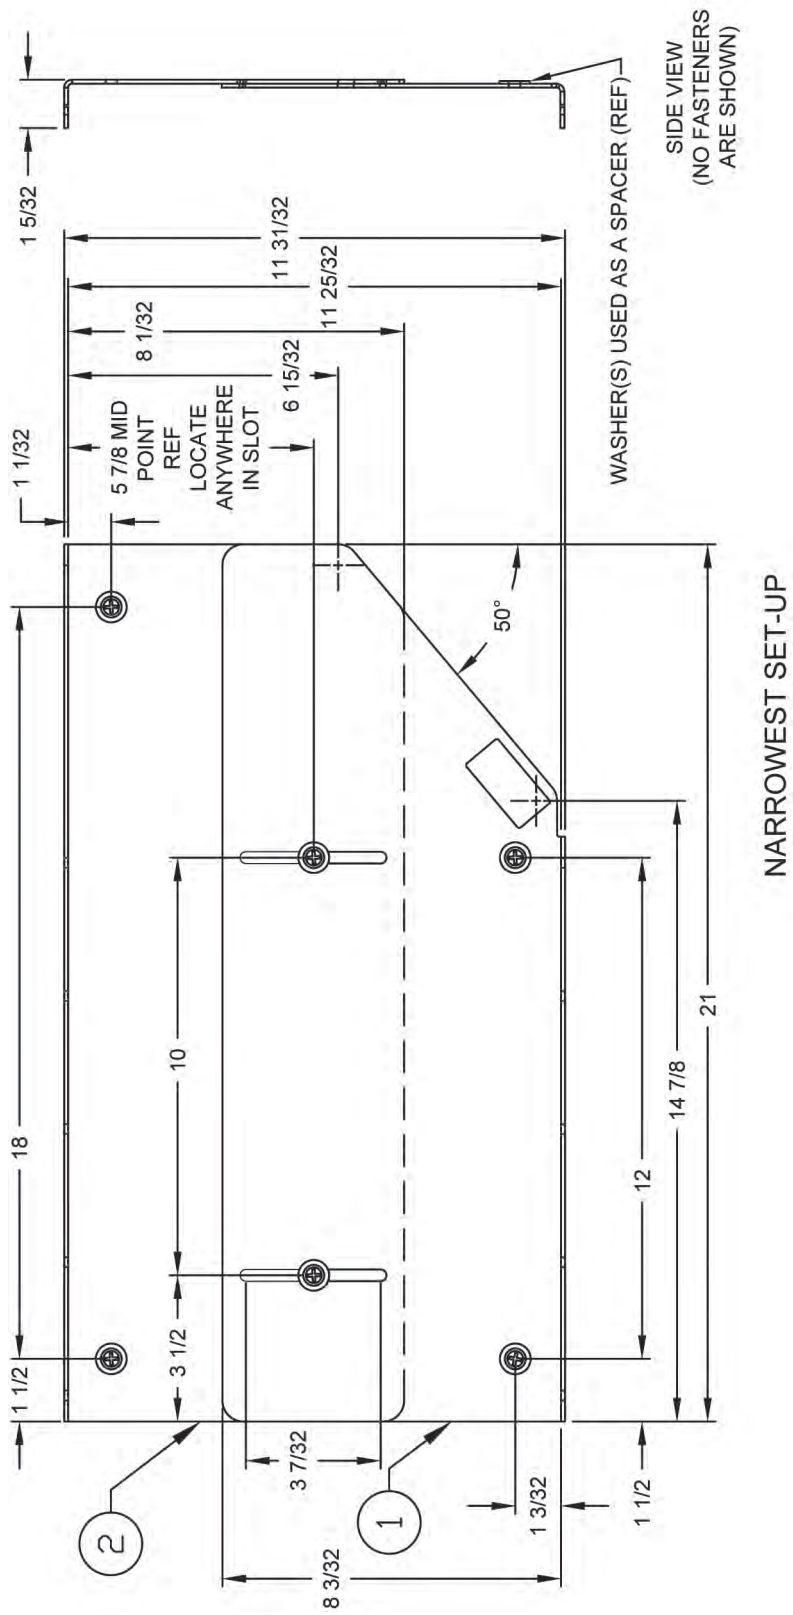 1 5/32
11 31/32
11 25/32
8 1/32
6 15/32
5 7/8 MID
POINT
REF
LOCATE
ANYWHERE
IN SLOT
1 1/32
WASHER(S) USED AS A SPACER (REF)
SIDE VIEW
(NO FASTENERS
ARE SHOWN)
18
1 1/2
10
3 1/2
3 7/32
50°
2
1
8 3/32
1 3/32
1 1/2
12
14 7/8
21
NARROWEST SET-UP